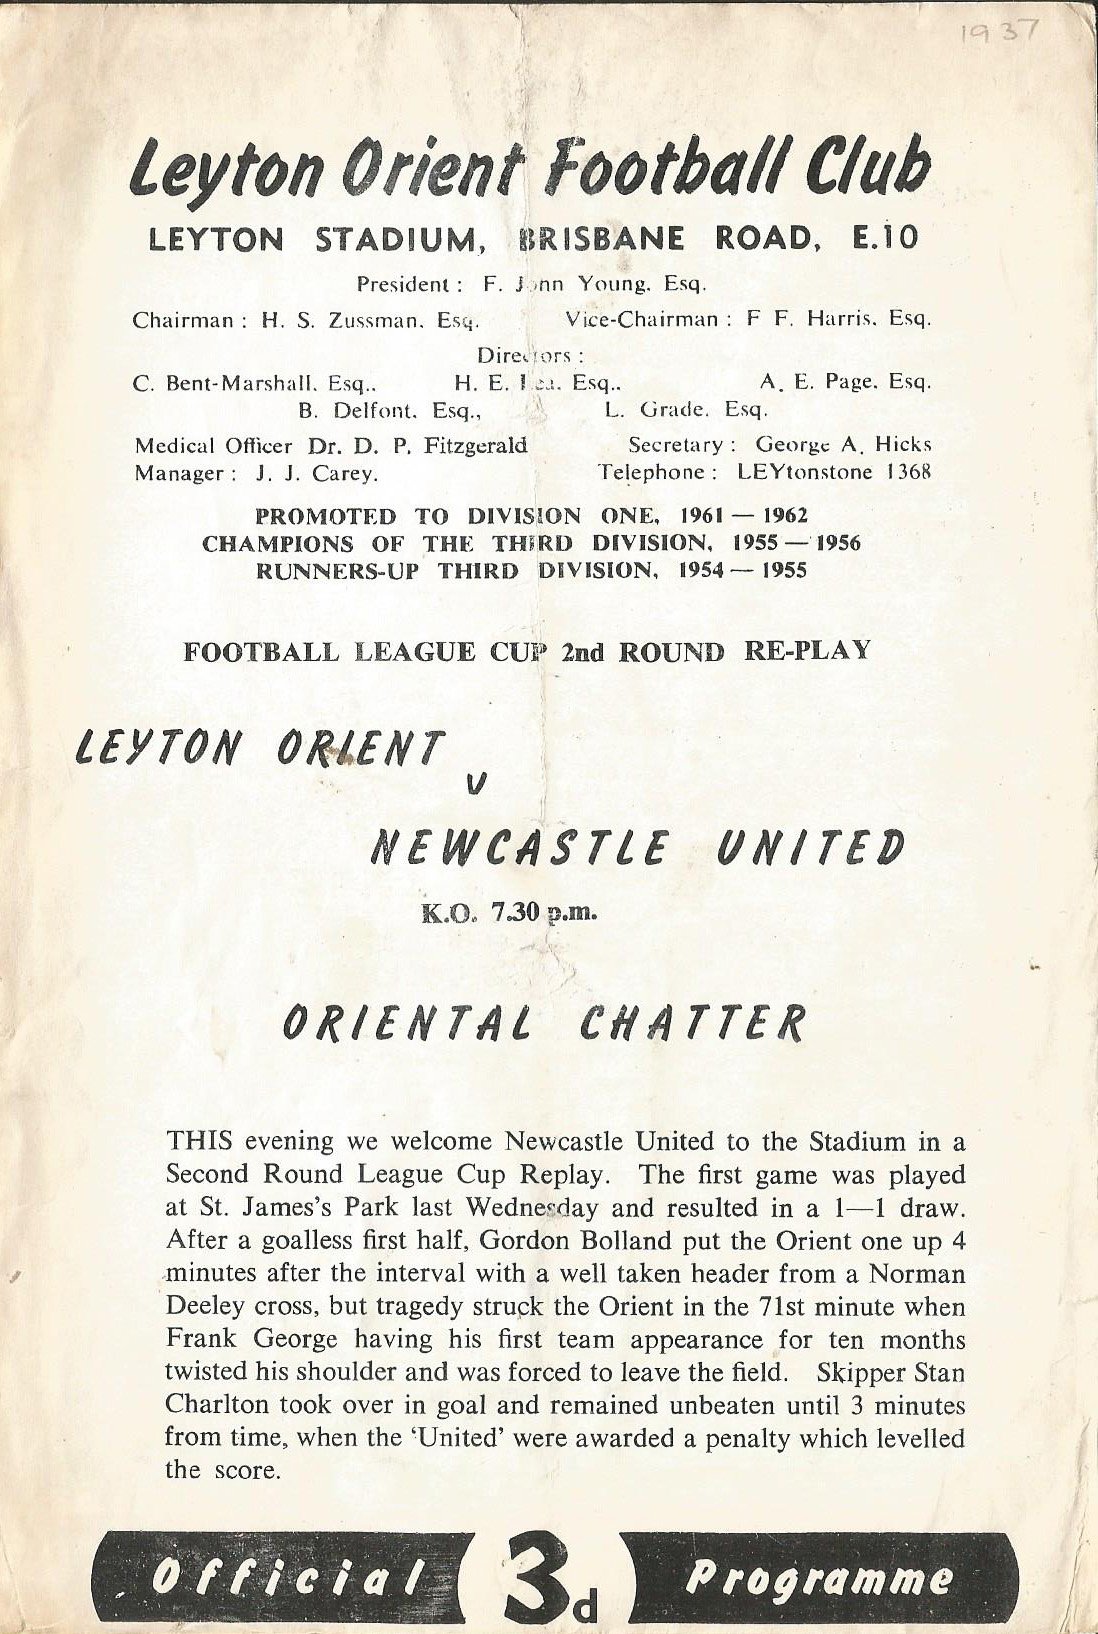 1937
Leyton Orient Football Club
LEYTON STADIUM, BRISBANE ROAD, E.10
President : F. John Young. Esq.
Chairman : H. S. Zussman. Esq. Vice-Chairman : F F. Harris. Esq.
Directors :
C. Bent-Marshall. Esq.. H. E. Lea. Esq.. A. E. Page. Esq.
B. Delfont. Esq., L. Grade. Esq.
Medical Officer Dr. D. P. Fitzgerald Secretary : George A. Hicks
Manager : J. J. Carey. Telephone : LEYtonstone 1368
PROMOTED TO DIVISION ONE, 1961 — 1962
CHAMPIONS OF THE THIRD DIVISION, 1955 — 1956
RUNNERS-UP THIRD DIVISION, 1954 — 1955
FOOTBALL LEAGUE CUP 2nd ROUND RE-PLAY
LEYTON ORIENT
v
NEWCASTLE UNITED
K.O. 7.30 p.m.
ORIENTAL CHATTER
THIS evening we welcome Newcastle United to the Stadium in a
Second Round League Cup Replay. The first game was played
at St. James's Park last Wednesday and resulted in a 1—1 draw.
After a goalless first half, Gordon Bolland put the Orient one up 4
minutes after the interval with a well taken header from a Norman
Deeley cross, but tragedy struck the Orient in the 71st minute when
Frank George having his first team appearance for ten months
twisted his shoulder and was forced to leave the field. Skipper Stan
Charlton took over in goal and remained unbeaten until 3 minutes
from time, when the 'United' were awarded a penalty which levelled
the score.
Official 3d Programme